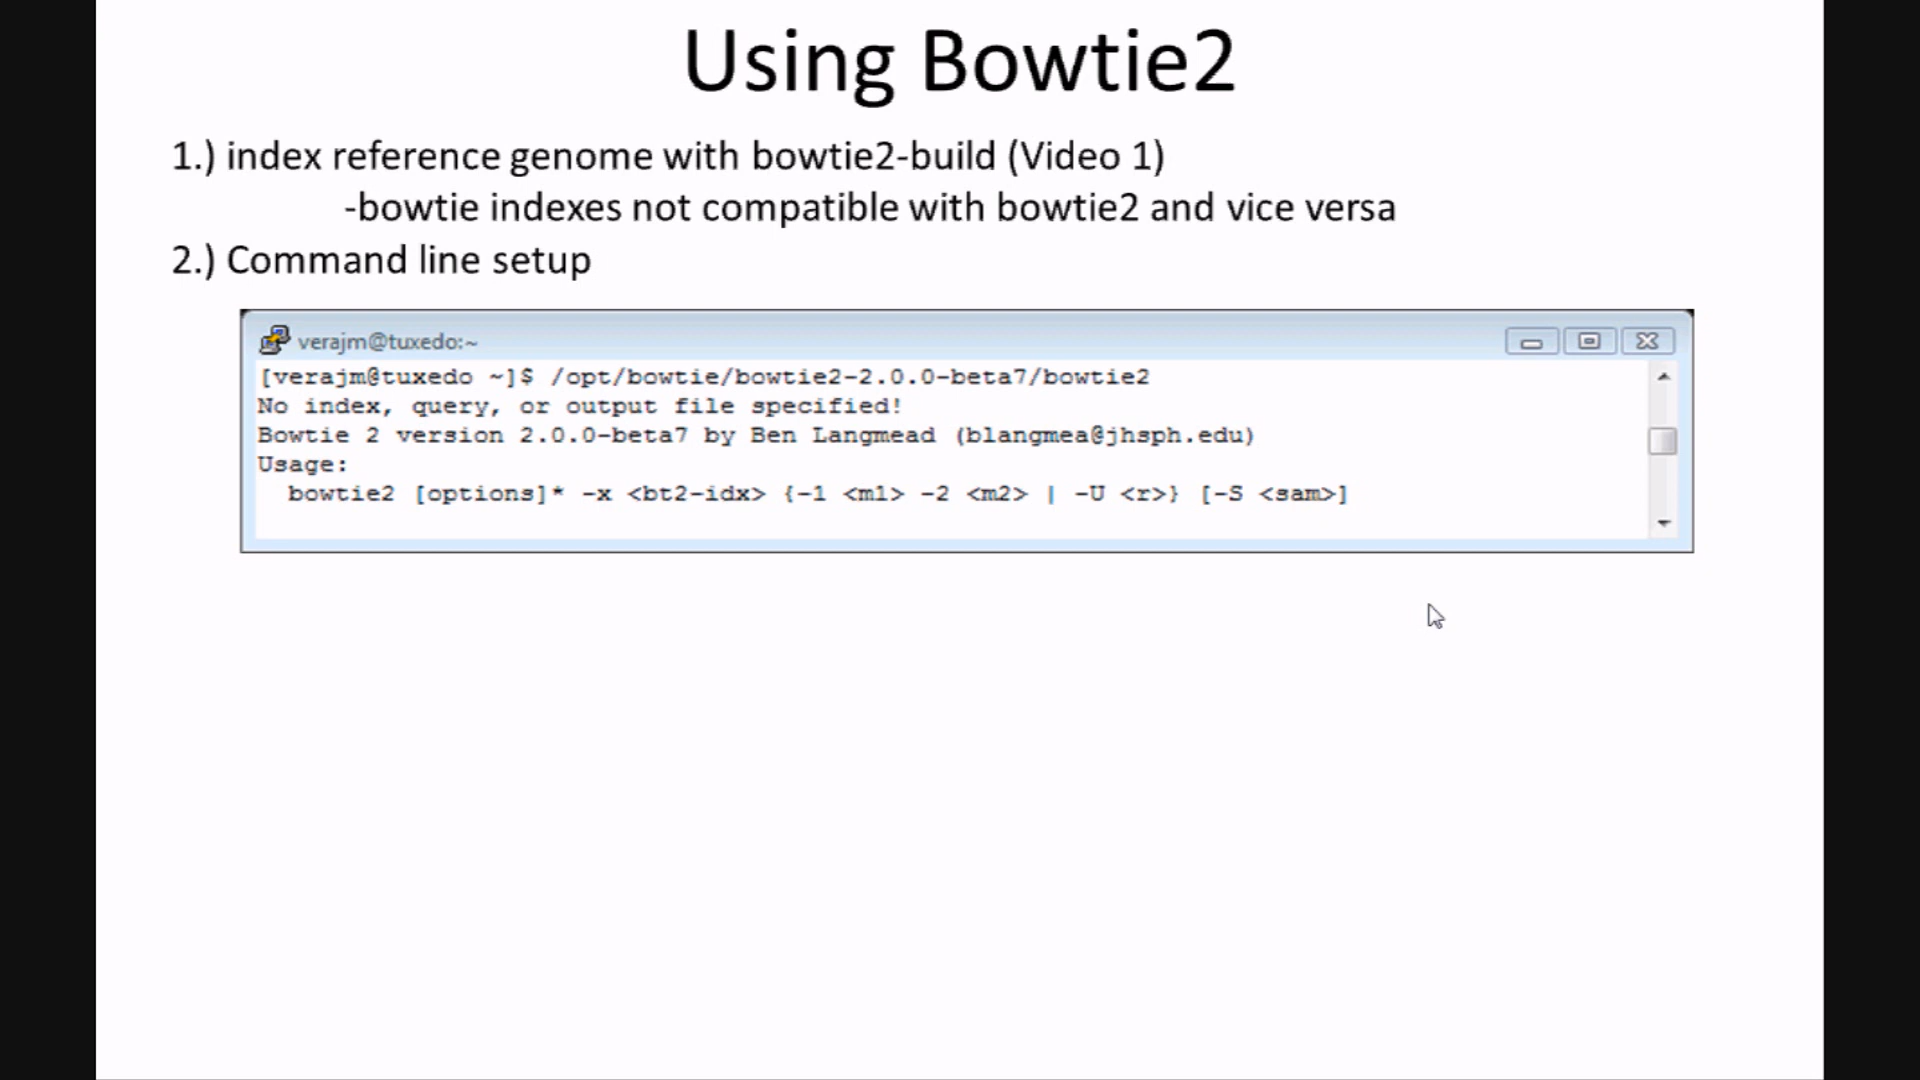 Using Bowtie2
1.) index reference genome with bowtie2-build (Video 1)
-bowtie indexes not compatible with bowtie2 and vice versa
2.) Command line setup
verajm@tuxedo:~
[verajm@tuxedo ~]$ /opt/bowtie/bowtie2-2.0.0-beta7/bowtie2
No index, query, or output file specified!
Bowtie 2 version 2.0.0-beta7 by Ben Langmead (blangmea@jhsph.edu)
Usage:
bowtie2 [options]* -x <bt2-idx> {-1 <m1> -2 <m2> | -U <r>} [-S <sam>]